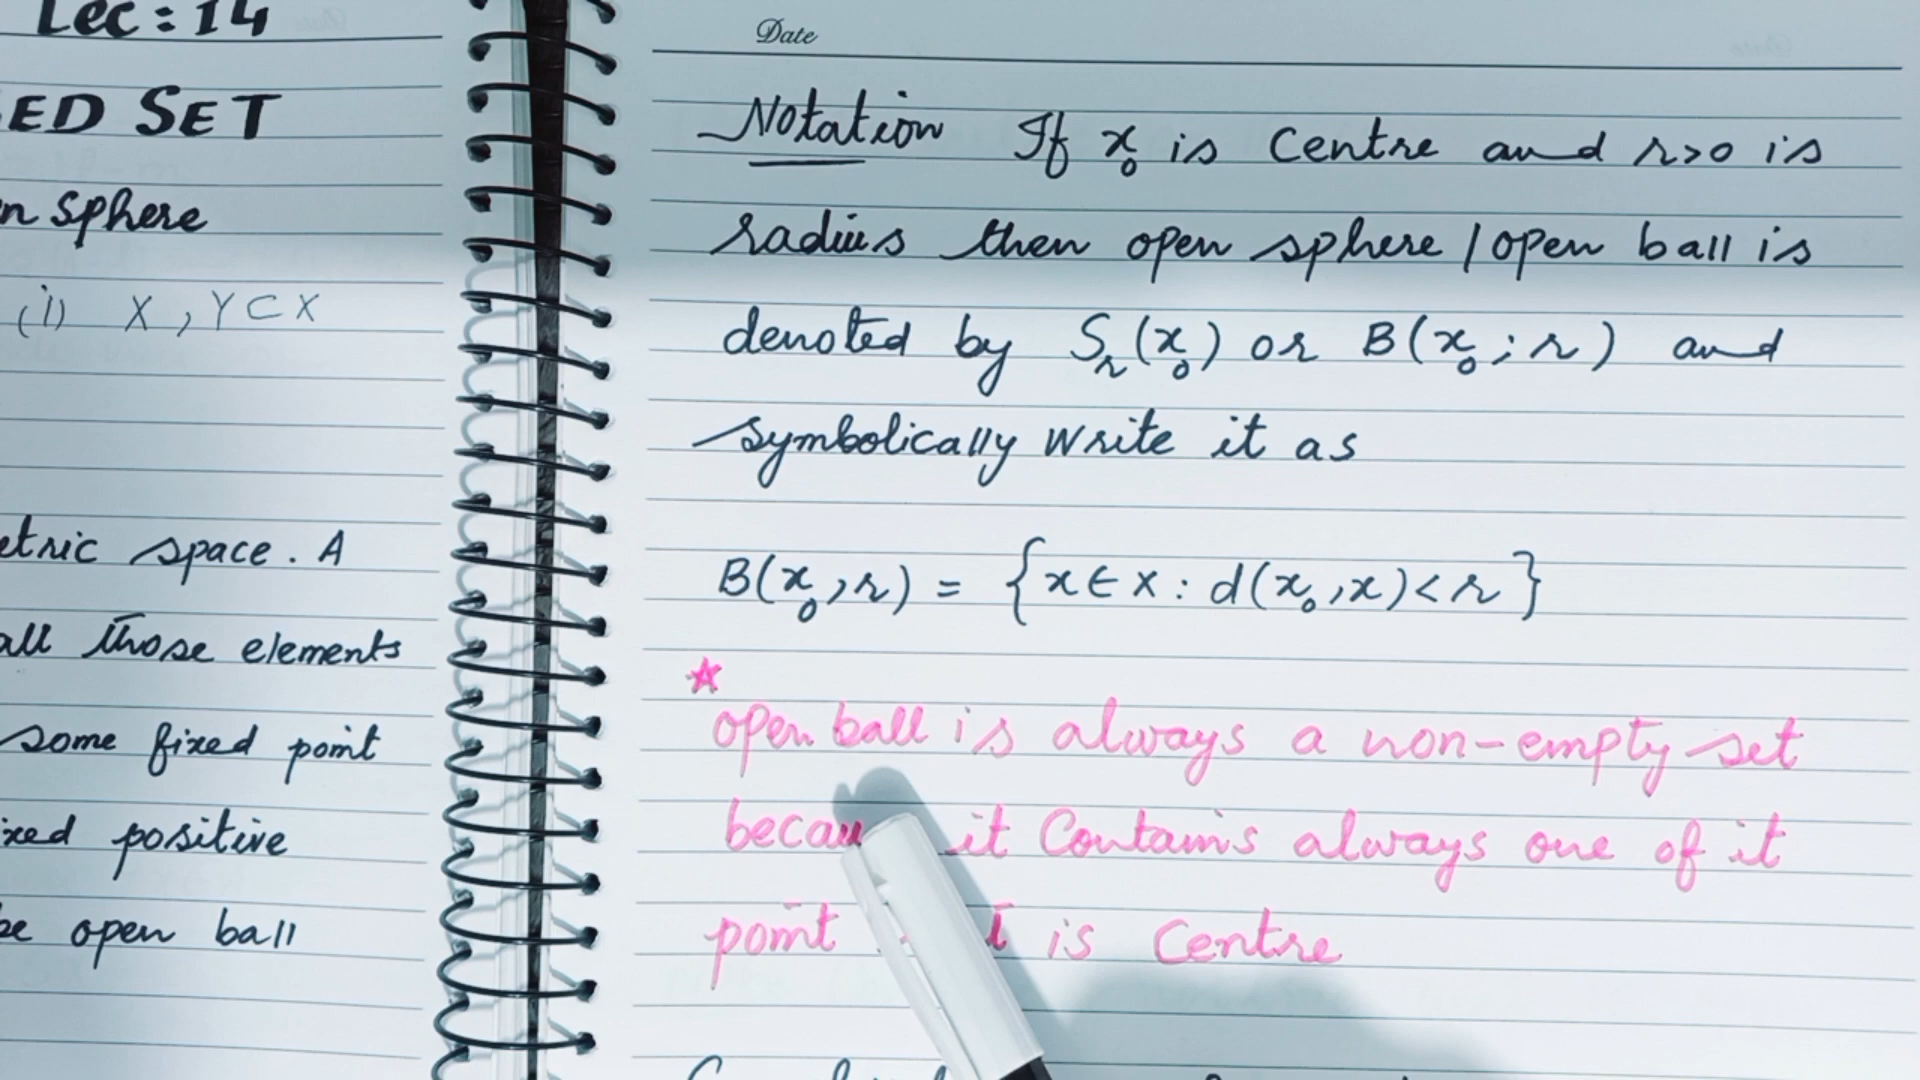 Lec : 14
ED SET
n sphere
(i) X , Y ⊂ X
etric space . A
all those elements
some fixed point
ixed positive
be open ball
Date
Notation If x₀ is Centre and r>0 is
radius then open sphere / open ball is
denoted by Sᵣ(x₀) or B(x₀ ; r) and
symbolically write it as
B(x₀, r) = {x ∈ X : d(x₀, x) < r}
☆
open ball is always a non-empty set
becau it Contains always one of it
point is Centre